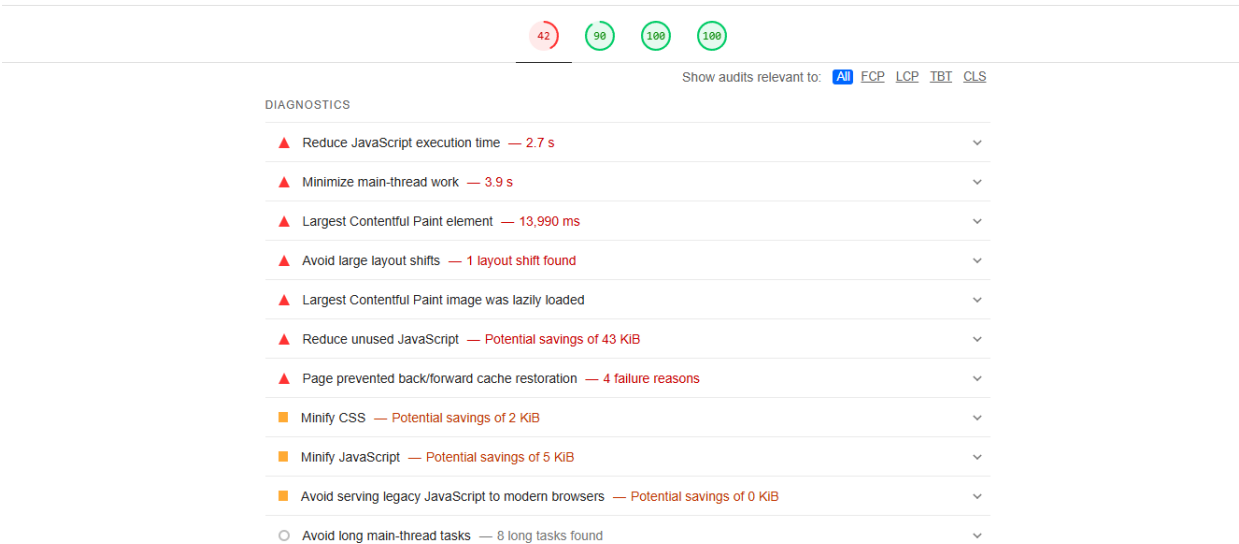 42 90 100 100
Show audits relevant to: All FCP LCP TBT CLS
DIAGNOSTICS
Reduce JavaScript execution time — 2.7 s
Minimize main-thread work — 3.9 s
Largest Contentful Paint element — 13,990 ms
Avoid large layout shifts — 1 layout shift found
Largest Contentful Paint image was lazily loaded
Reduce unused JavaScript — Potential savings of 43 KiB
Page prevented back/forward cache restoration — 4 failure reasons
Minify CSS — Potential savings of 2 KiB
Minify JavaScript — Potential savings of 5 KiB
Avoid serving legacy JavaScript to modern browsers — Potential savings of 0 KiB
Avoid long main-thread tasks — 8 long tasks found